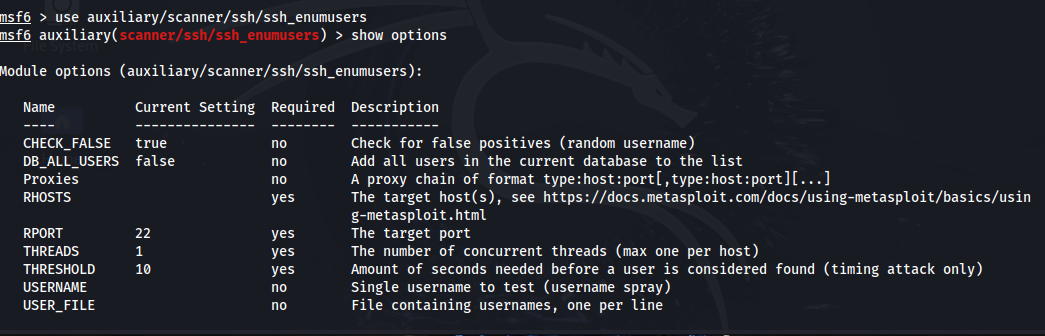 msf6 > use auxiliary/scanner/ssh/ssh_enumusers
msf6 auxiliary(scanner/ssh/ssh_enumusers) > show options
File System
Module options (auxiliary/scanner/ssh/ssh_enumusers):
Name Current Setting Required Description
---- --------------- -------- -----------
CHECK_FALSE true no Check for false positives (random username)
DB_ALL_USERS false no Add all users in the current database to the list
Proxies no A proxy chain of format type:host:port[,type:host:port][...]
RHOSTS yes The target host(s), see https://docs.metasploit.com/docs/using-metasploit/basics/usin
g-metasploit.html
RPORT 22 yes The target port
THREADS 1 yes The number of concurrent threads (max one per host)
THRESHOLD 10 yes Amount of seconds needed before a user is considered found (timing attack only)
USERNAME no Single username to test (username spray)
USER_FILE no File containing usernames, one per line